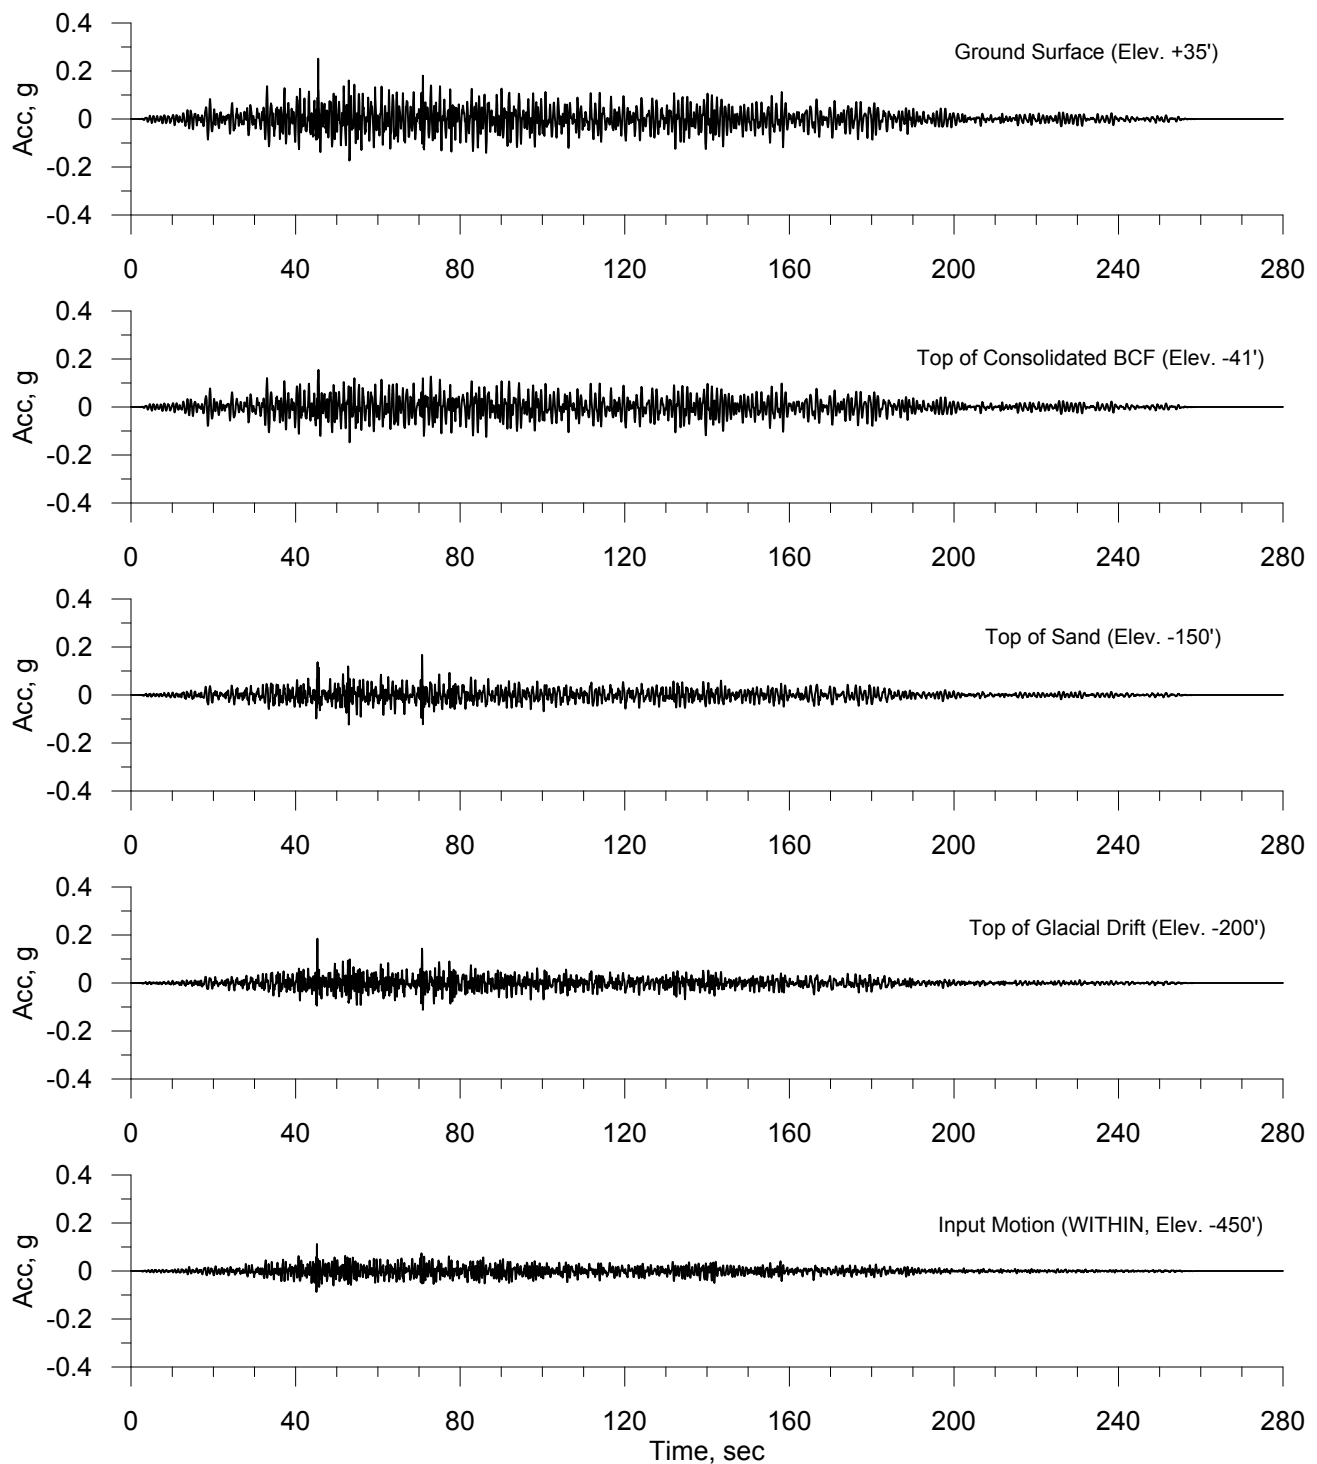 0.4
Ground Surface (Elev. +35')
0.2
Acc, g
0
-0.2
-0.4
0 40 80 120 160 200 240 280
0.4
Top of Consolidated BCF (Elev. -41')
0.2
Acc, g
0
-0.2
-0.4
0 40 80 120 160 200 240 280
0.4
Top of Sand (Elev. -150')
0.2
Acc, g
0
-0.2
-0.4
0 40 80 120 160 200 240 280
0.4
Top of Glacial Drift (Elev. -200')
0.2
Acc, g
0
-0.2
-0.4
0 40 80 120 160 200 240 280
0.4
Input Motion (WITHIN, Elev. -450')
0.2
Acc, g
0
-0.2
-0.4
0 40 80 120 160 200 240 280
Time, sec